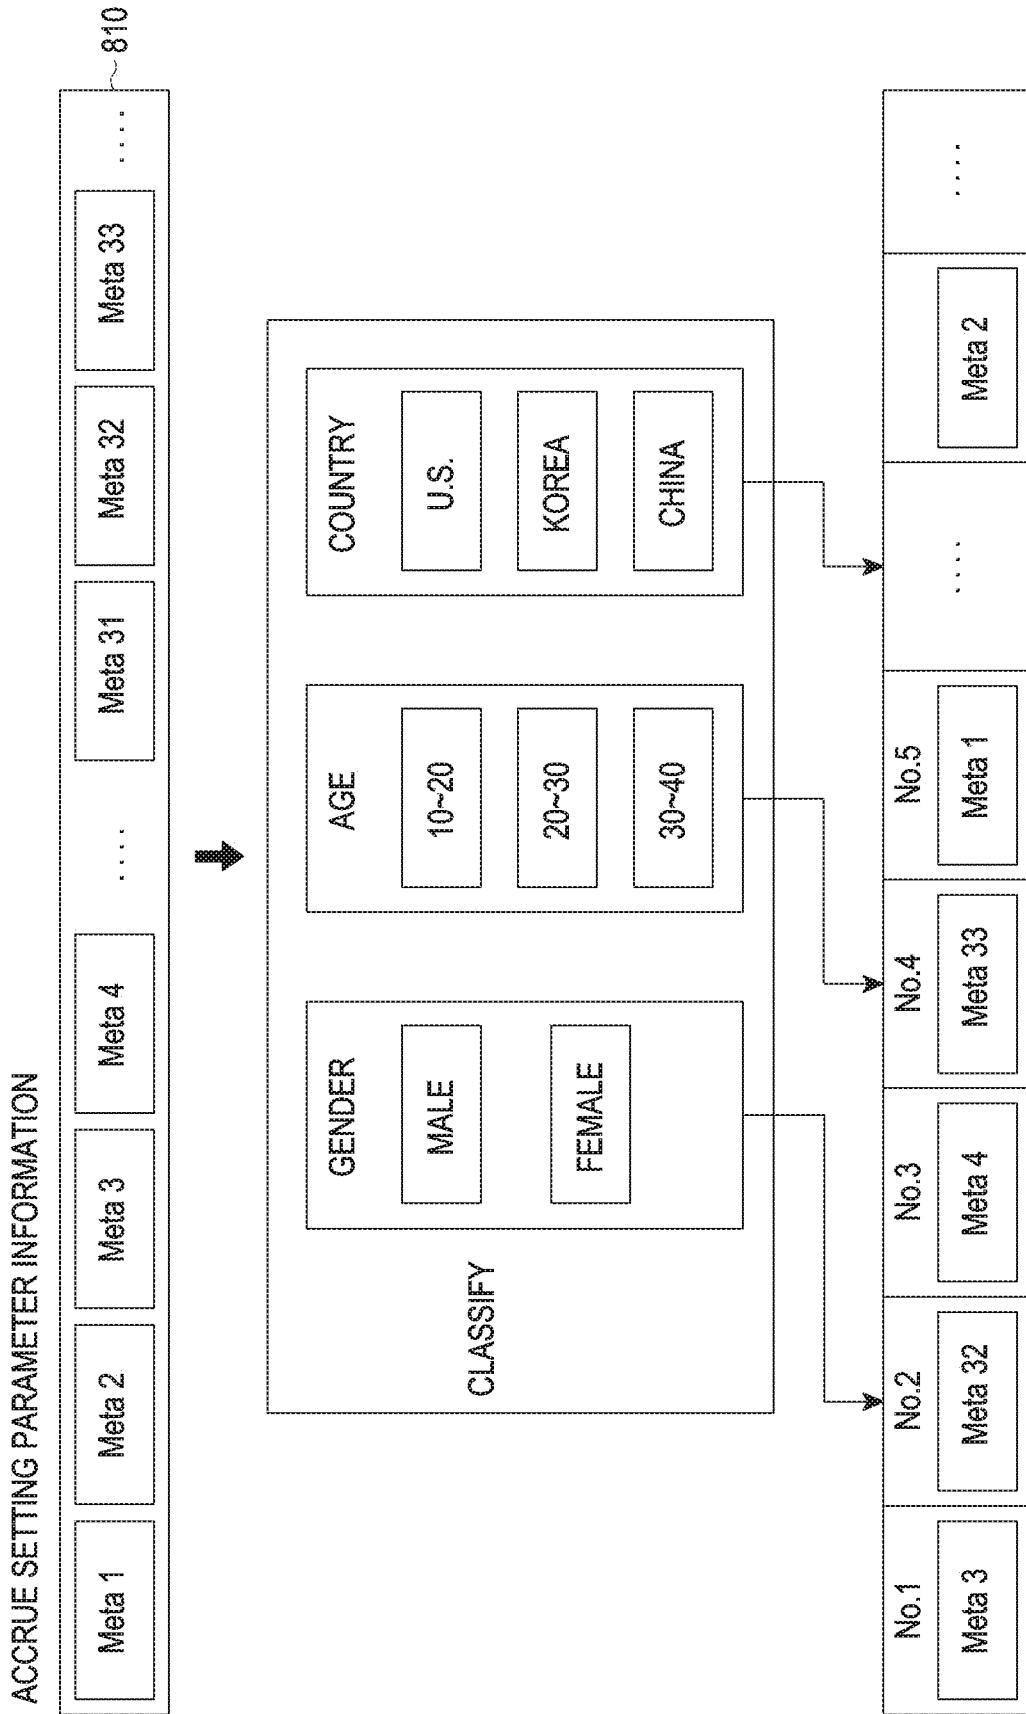 ACCRUE SETTING PARAMETER INFORMATION
810
Meta 1 Meta 2 Meta 3 Meta 4 .... Meta 31 Meta 32 Meta 33 ....
CLASSIFY
GENDER
MALE
FEMALE
AGE
10~20
20~30
30~40
COUNTRY
U.S.
KOREA
CHINA
No.1 No.2 No.3 No.4 No.5
Meta 3 Meta 32 Meta 4 Meta 33 Meta 1 .... Meta 2 ....